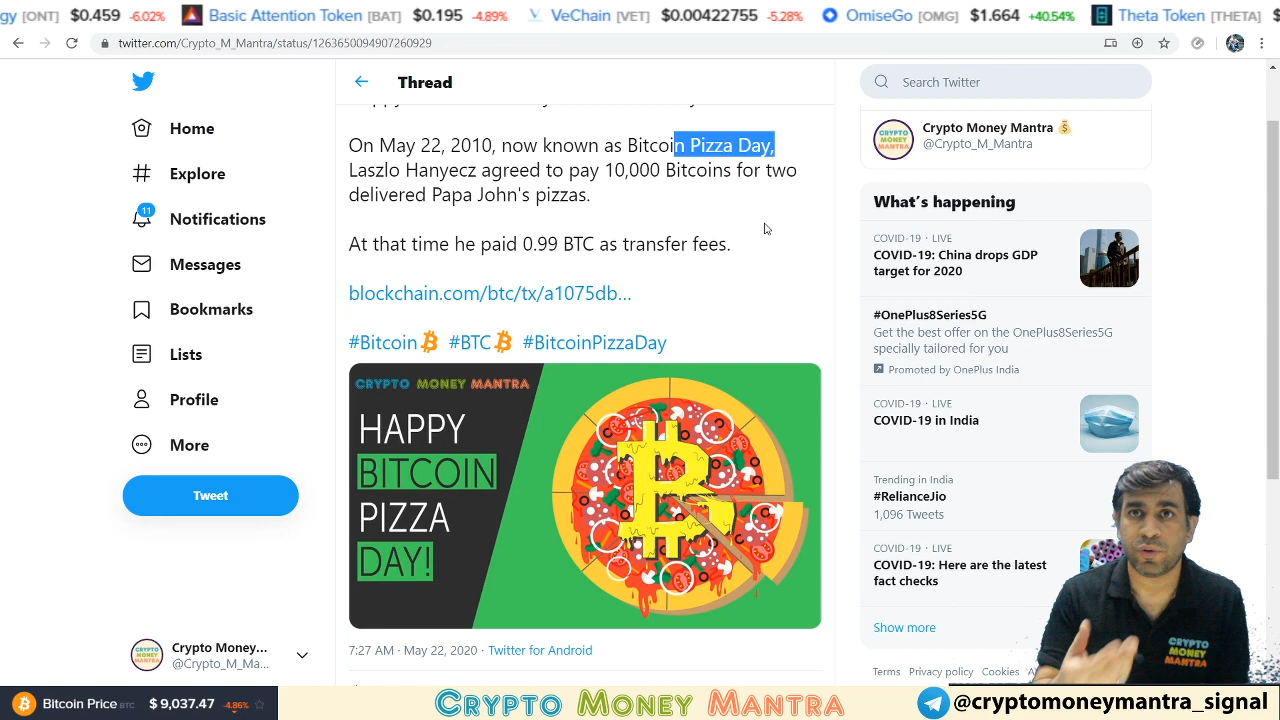 gy [ONT] $0.459 -6.02% Basic Attention Token [BAT] $0.195 -4.89% VeChain [VET] $0.00422755 -5.28% OmiseGo [OMG] $1.664 +40.54% Theta Token [THETA]
twitter.com/Crypto_M_Mantra/status/1263650094907260929
Thread
Search Twitter
Home
Explore
11
Notifications
Messages
Bookmarks
Lists
Profile
More
Tweet
Crypto Money...
@Crypto_M_Ma...
On May 22, 2010, now known as Bitcoin Pizza Day,
Laszlo Hanyecz agreed to pay 10,000 Bitcoins for two
delivered Papa John's pizzas.
At that time he paid 0.99 BTC as transfer fees.
blockchain.com/btc/tx/a1075db...
#Bitcoin #BTC #BitcoinPizzaDay
CRYPTO MONEY MANTRA
HAPPY
BITCOIN
PIZZA
DAY!
7:27 AM · May 22, 2020 · Twitter for Android
Crypto Money Mantra
@Crypto_M_Mantra
What's happening
COVID-19 · LIVE
COVID-19: China drops GDP
target for 2020
#OnePlus8Series5G
Get the best offer on the OnePlus8Series5G
specially tailored for you
Promoted by OnePlus India
COVID-19 · LIVE
COVID-19 in India
Trending in India
#RelianceJio
1,096 Tweets
COVID-19 · LIVE
COVID-19: Here are the latest
fact checks
Show more
Terms Privacy policy Cookies
CRYPTO
MONEY
MANTRA
Bitcoin Price BTC $ 9,037.47 -4.86%
CRYPTO MONEY MANTRA
@cryptomoneymantra_signal